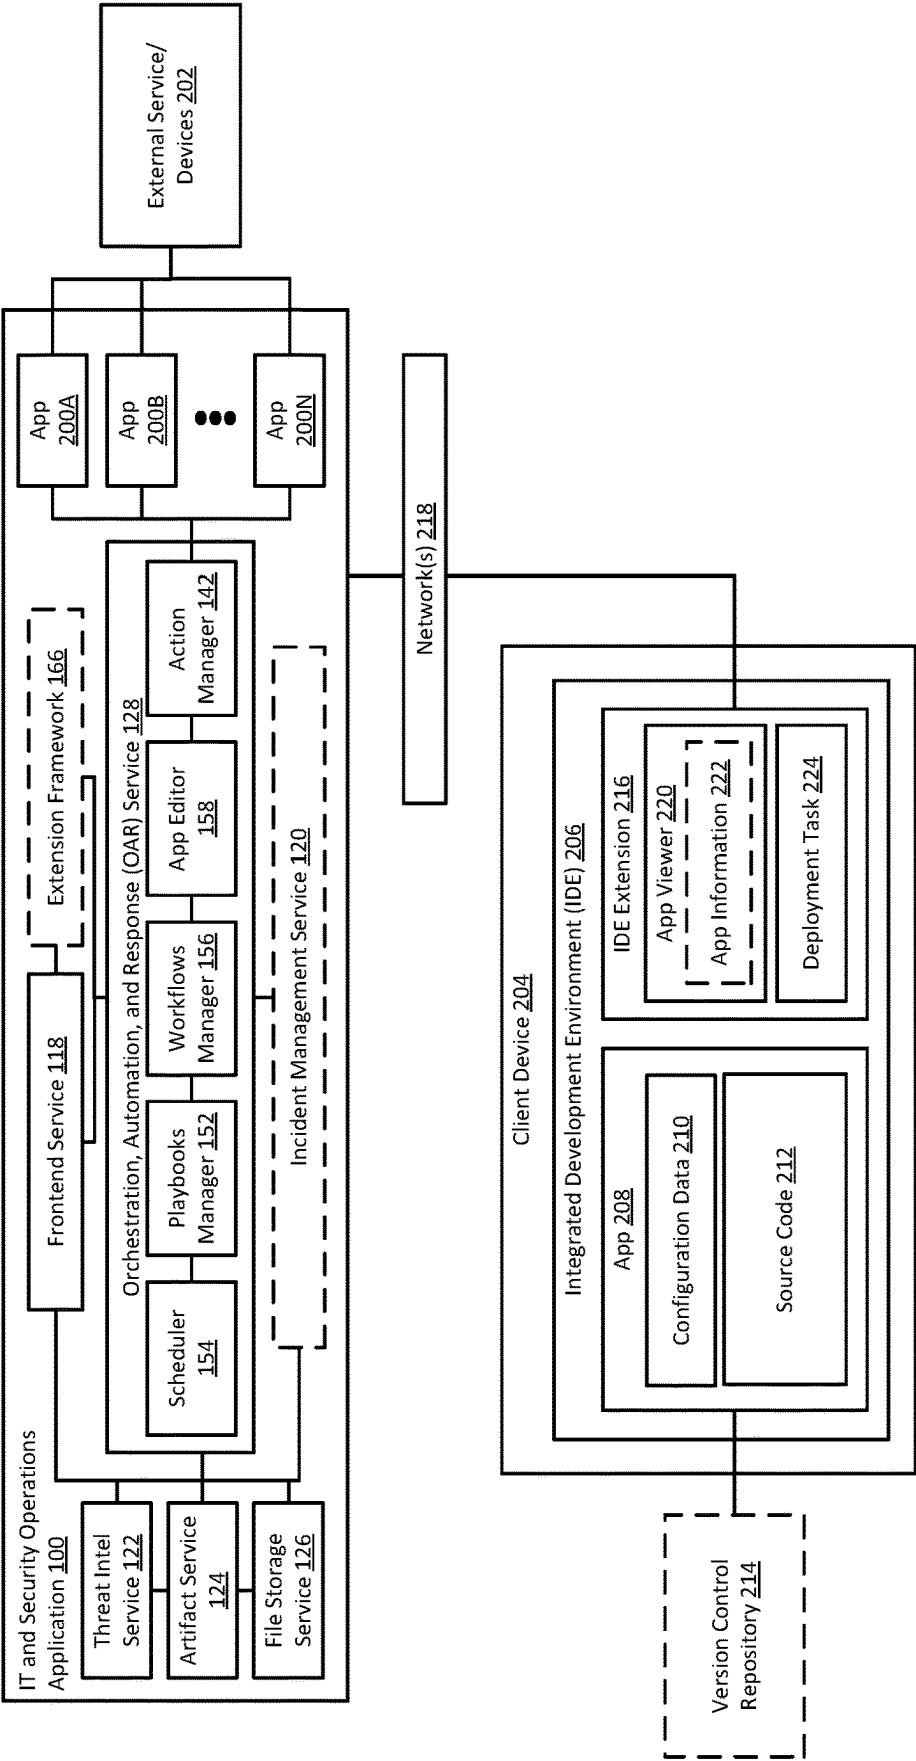 IT and Security Operations
Application 100
Threat Intel
Service 122
Artifact Service
124
File Storage
Service 126
Frontend Service 118
Extension Framework 166
Orchestration, Automation, and Response (OAR) Service 128
Scheduler
154
Playbooks
Manager 152
Workflows
Manager 156
App Editor
158
Action
Manager 142
Incident Management Service 120
App
200A
App
200B
App
200N
External Service/
Devices 202
Network(s) 218
Client Device 204
Integrated Development Environment (IDE) 206
App 208
Configuration Data 210
Source Code 212
IDE Extension 216
App Viewer 220
App Information 222
Deployment Task 224
Version Control
Repository 214